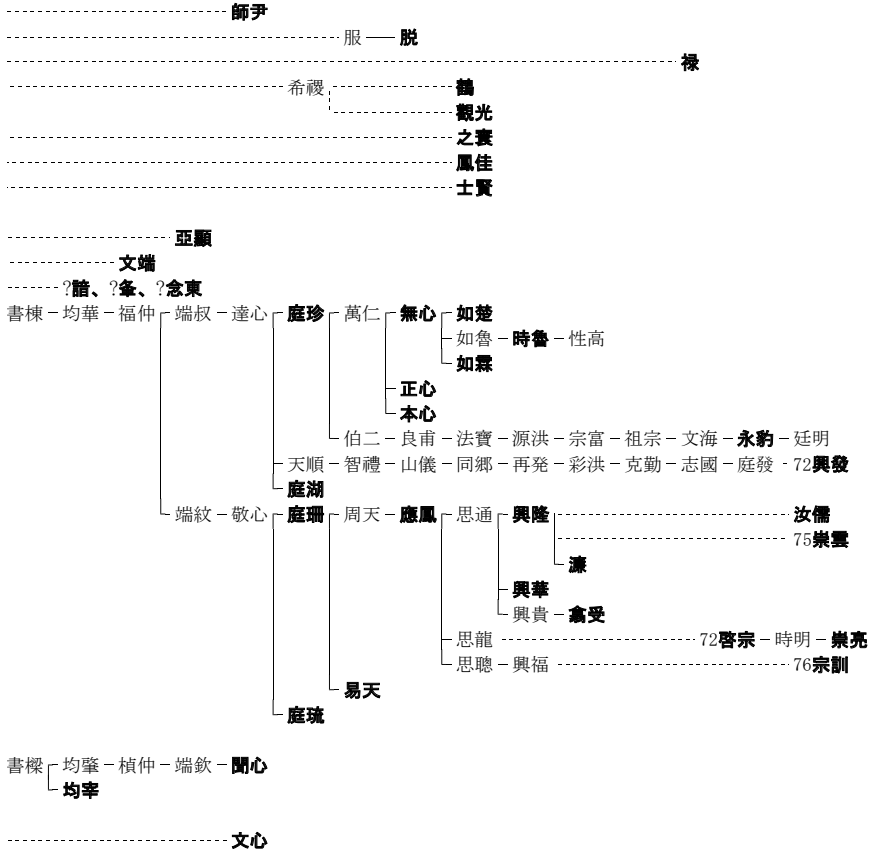 師尹
服 脱
禄
希禝 鶴
觀光
之寰
鳳佳
士賢
亞顯
文端
?諳、?夆、?念東
書棟 均華 福仲 端叔 達心 庭珍 萬仁 無心 如楚
如魯 時魯 性高
如霖
正心
本心
伯二 良甫 法寶 源洪 宗富 祖宗 文海 永豹 廷明
天順 智禮 山儀 同郷 再発 彩洪 克勤 志國 庭發 72興發
庭湖
端紋 敬心 庭珊 周天 應鳳 思通 興隆 汝儒
75崇雲
濂
興華
興貴 翕受
思龍 72啓宗 時明 崇亮
思聰 興福 76宗訓
易天
庭琉
書樑 均肇 楨仲 端欽 聞心
均宰
文心